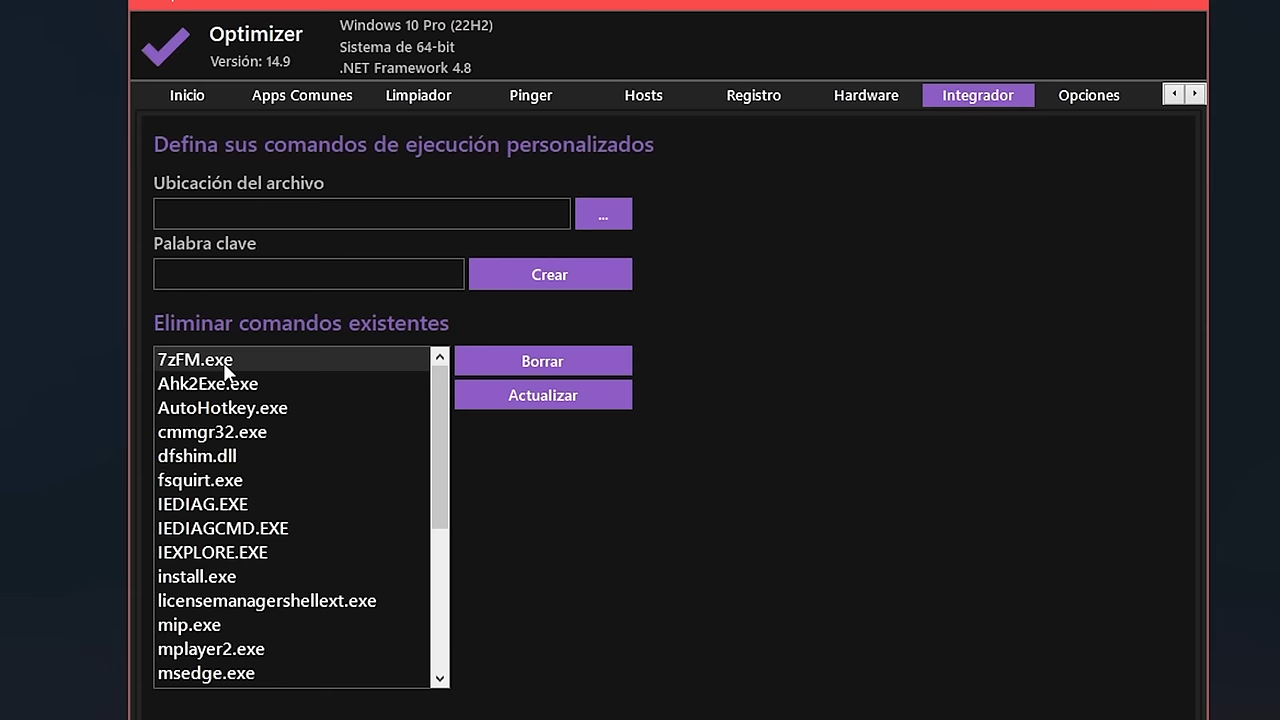 Optimizer
Versión: 14.9
Windows 10 Pro (22H2)
Sistema de 64-bit
.NET Framework 4.8
Inicio Apps Comunes Limpiador Pinger Hosts Registro Hardware Integrador Opciones
Defina sus comandos de ejecución personalizados
Ubicación del archivo
...
Palabra clave
Crear
Eliminar comandos existentes
7zFM.exe
Ahk2Exe.exe
AutoHotkey.exe
cmmgr32.exe
dfshim.dll
fsquirt.exe
IEDIAG.EXE
IEDIAGCMD.EXE
IEXPLORE.EXE
install.exe
licensemanagershellext.exe
mip.exe
mplayer2.exe
msedge.exe
Borrar
Actualizar